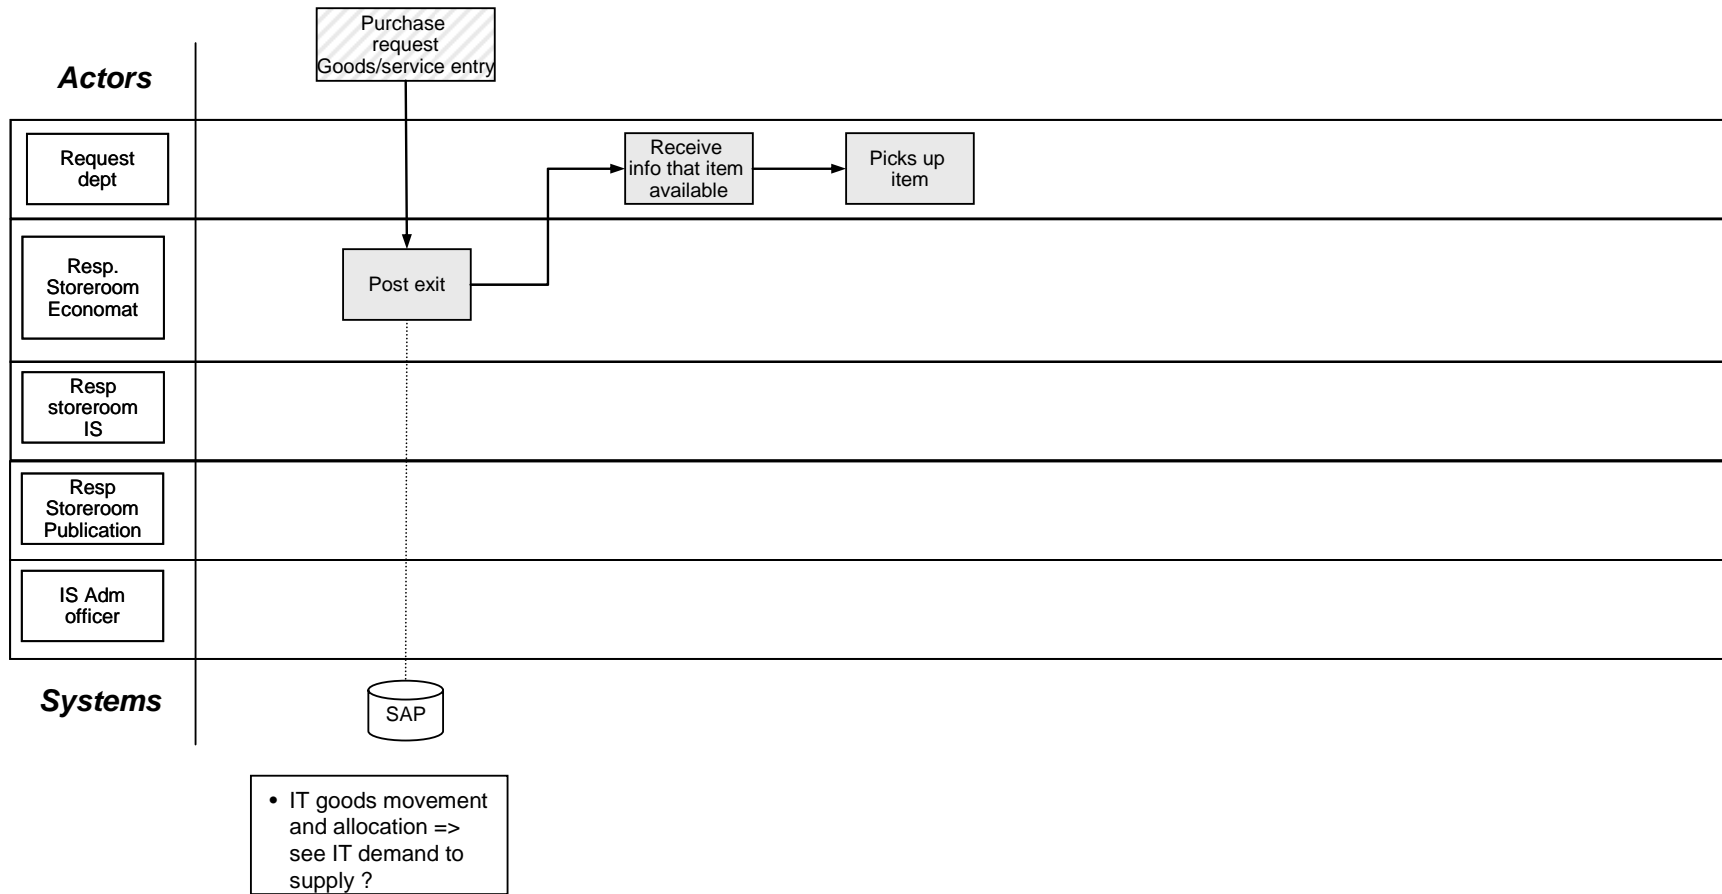 Purchase
request
Goods/service entry
Actors
Request
dept
Receive
info that item
available
Picks up
item
Resp.
Storeroom
Economat
Post exit
Resp
storeroom
IS
Resp
Storeroom
Publication
IS Adm
officer
Systems
SAP
• IT goods movement
and allocation =>
see IT demand to
supply ?